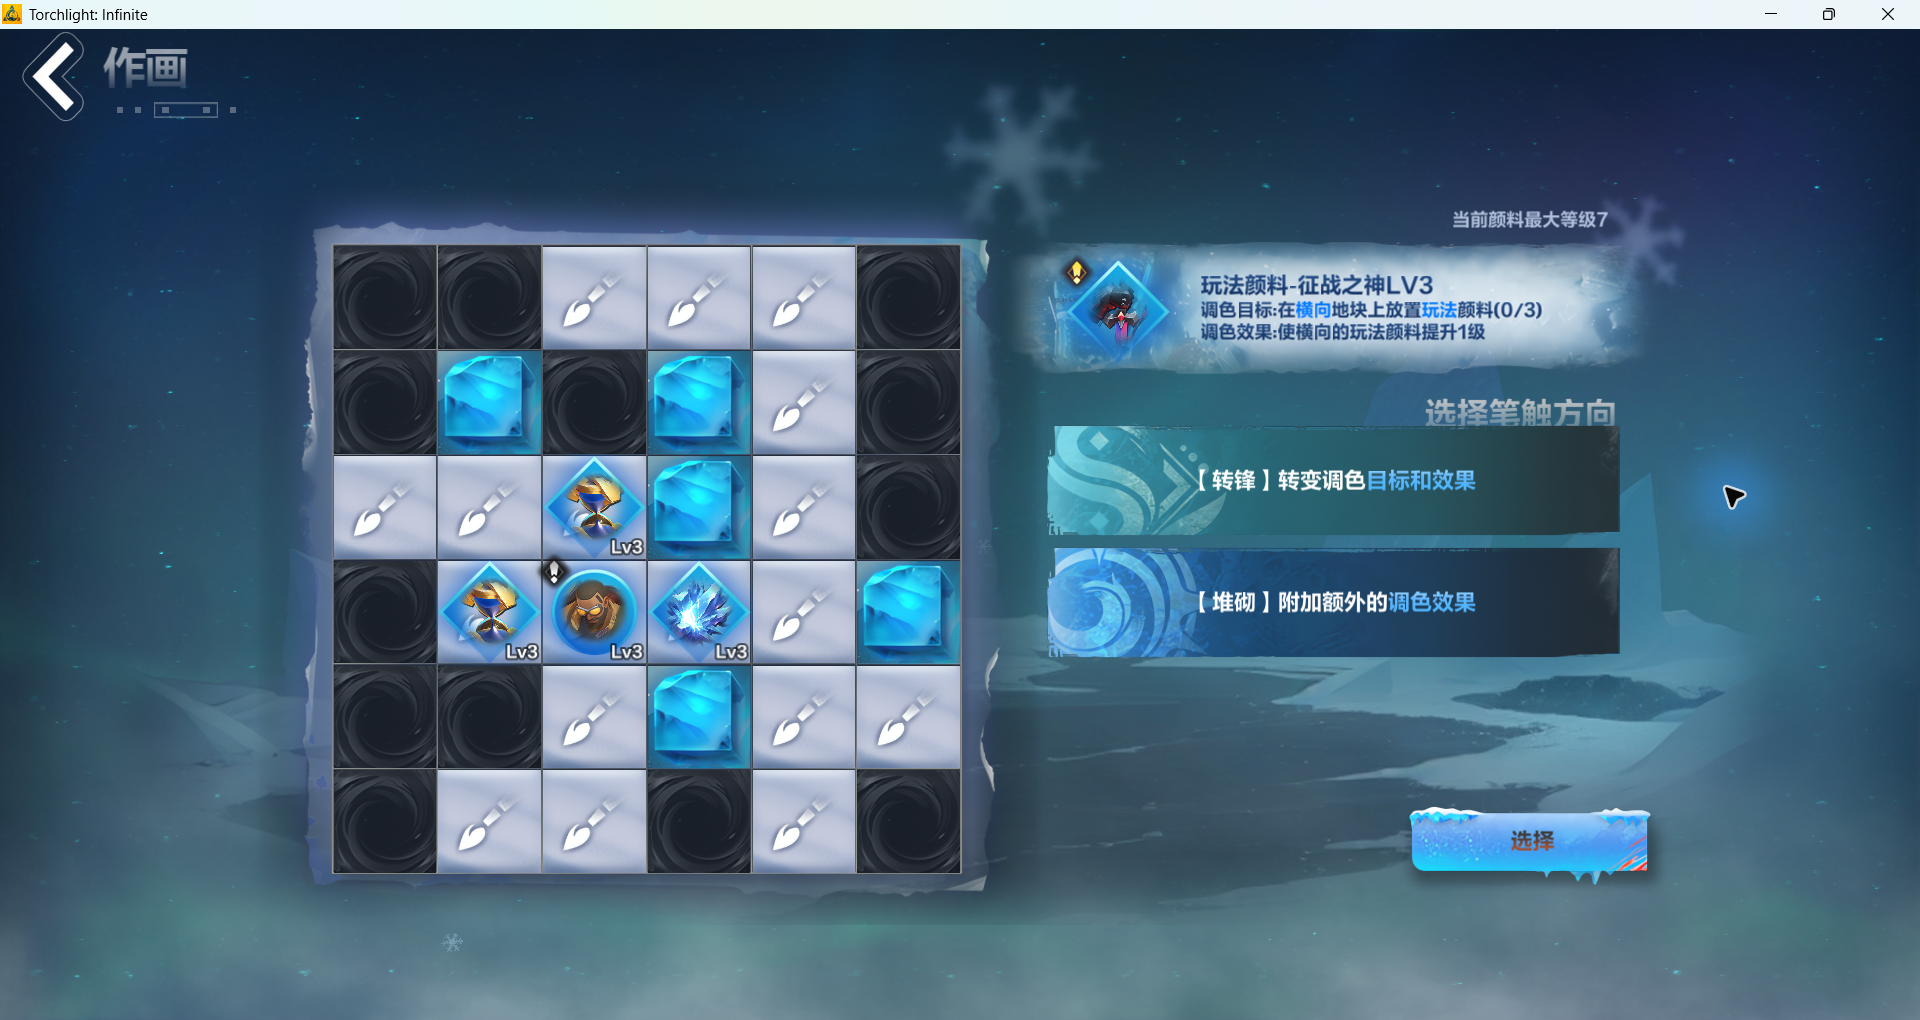 Torchlight: Infinite
作画
当前颜料最大等级7
玩法颜料-征战之神LV3
调色目标:在横向地块上放置玩法颜料(0/3)
调色效果:使横向的玩法颜料提升1级
选择笔触方向
【转锋】转变调色目标和效果
【堆砌】附加额外的调色效果
Lv3
Lv3
Lv3
Lv3
选择